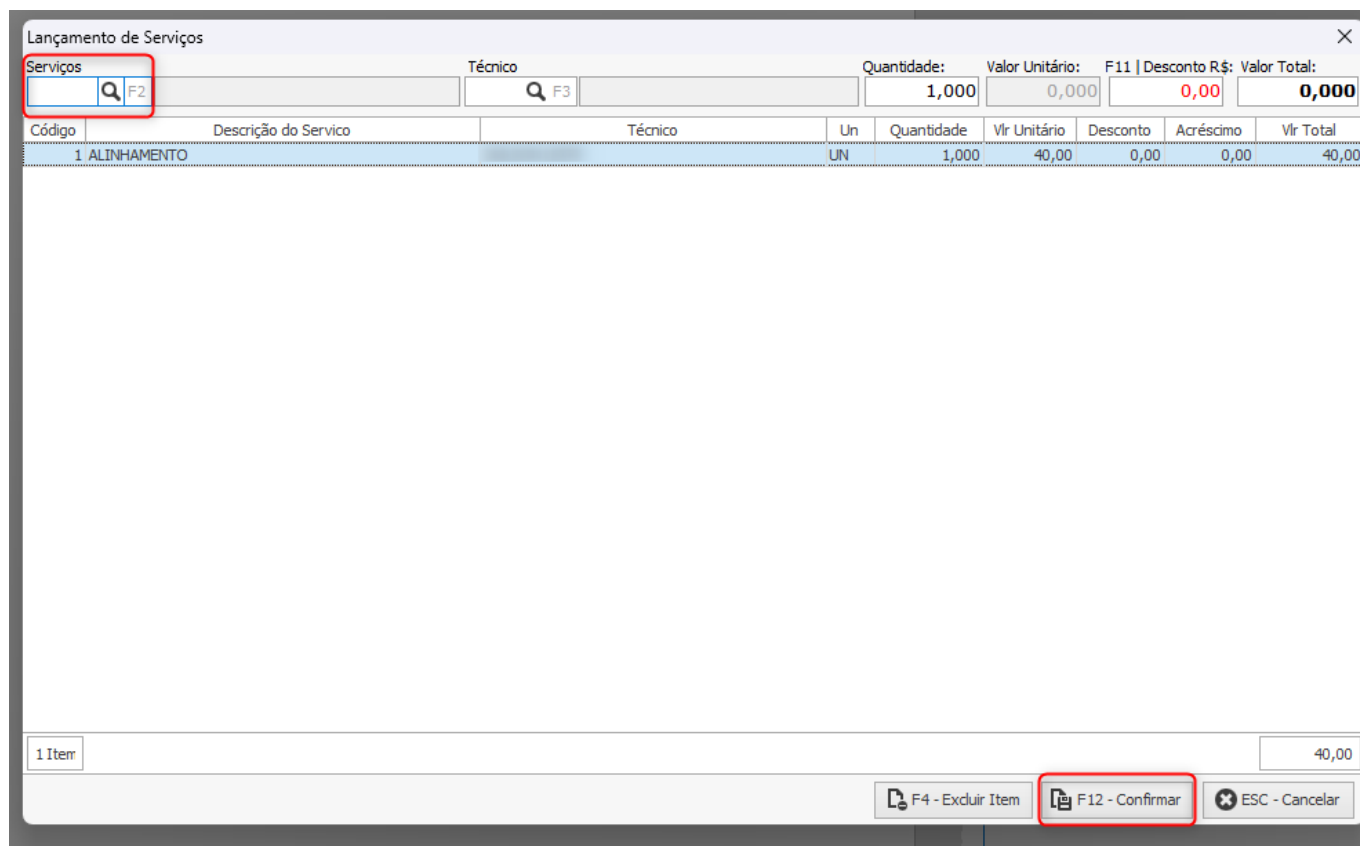 Lançamento de Serviços
Serviços Técnico Quantidade: Valor Unitário: F11 | Desconto R$: Valor Total:
F2 F3 1,000 0,000 0,00 0,000
Código Descrição do Servico Técnico Un Quantidade Vlr Unitário Desconto Acréscimo Vlr Total
1 ALINHAMENTO UN 1,000 40,00 0,00 0,00 40,00
1 Item 40,00
F4 - Excluir Item F12 - Confirmar ESC - Cancelar